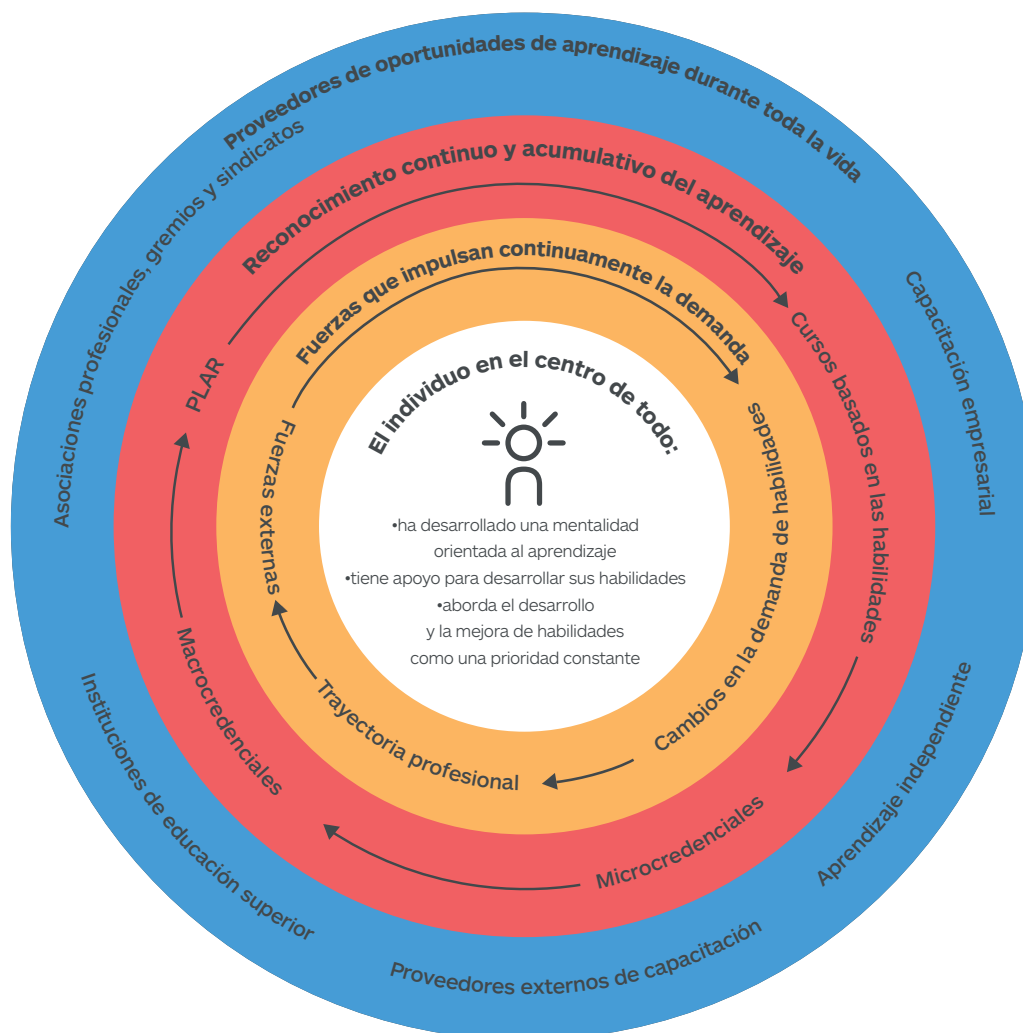 Proveedores de oportunidades de aprendizaje durante toda la vida
Asociaciones profesionales, gremios y sindicatos
Capacitación empresarial
Aprendizaje independiente
Proveedores externos de capacitación
Instituciones de educación superior
Reconocimiento continuo y acumulativo del aprendizaje
PLAR
Cursos basados en las habilidades
Microcredenciales
Macrocredenciales
Fuerzas que impulsan continuamente la demanda
Fuerzas externas
Cambios en la demanda de habilidades
Trayectoria profesional
El individuo en el centro de todo:
•ha desarrollado una mentalidad
orientada al aprendizaje
•tiene apoyo para desarrollar sus habilidades
•aborda el desarrollo
y la mejora de habilidades
como una prioridad constante